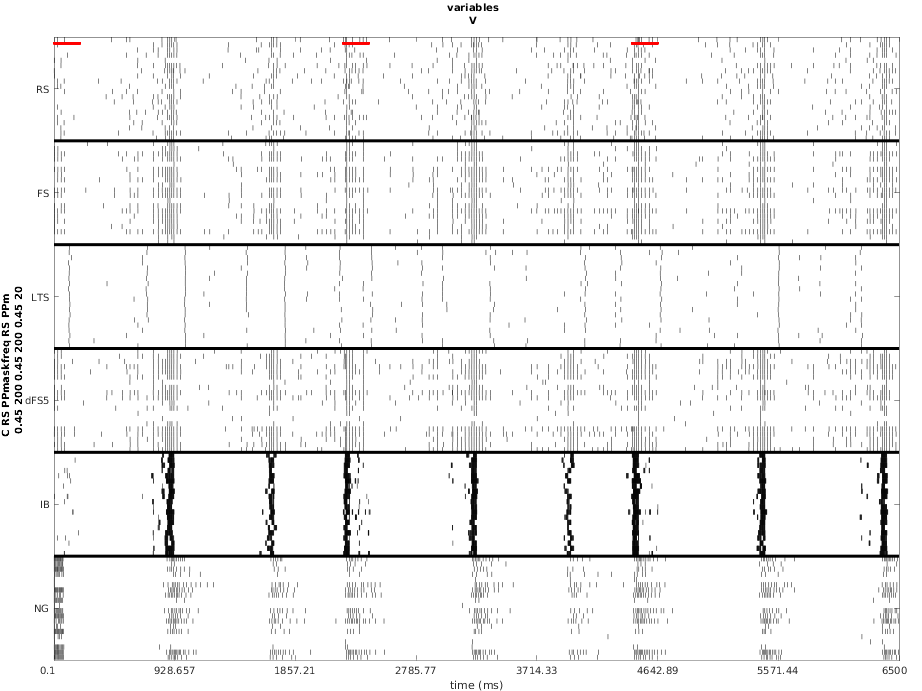 variables
V
RS
FS
LTS
dFS5
IB
NG
C RS PPmaskfreq RS PPm
0.45 200 0.45 200 0.45 20
0.1 928.657 1857.21 2785.77 3714.33 4642.89 5571.44 6500
time (ms)